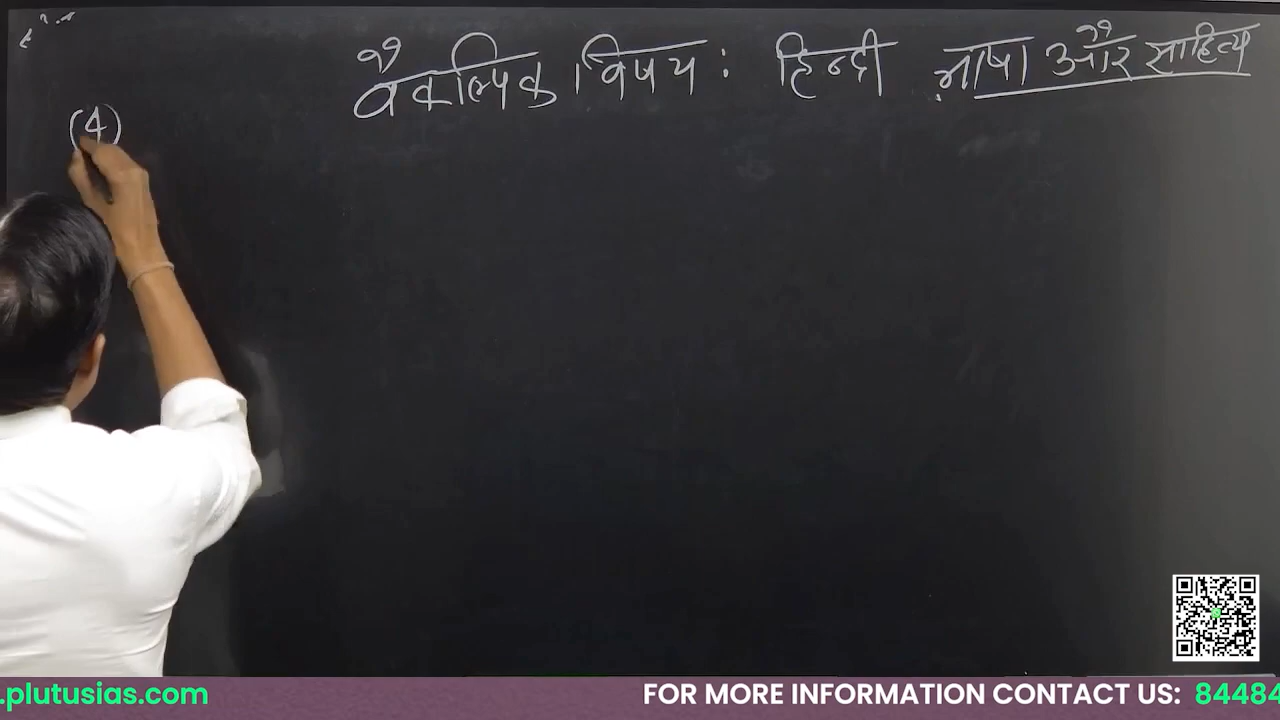 वैकल्पिक विषय : हिन्दी भाषा और साहित्य
(4)
.plutusias.com
FOR MORE INFORMATION CONTACT US: 84484